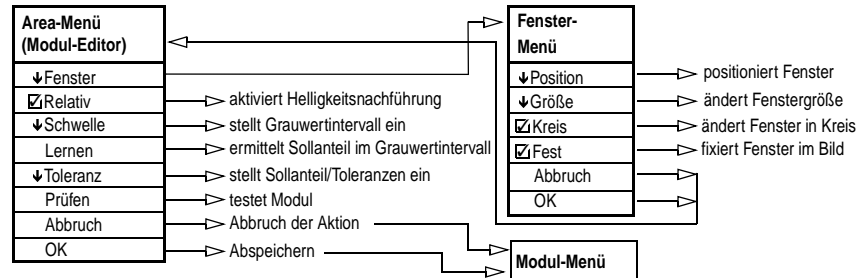 Area-Menü
(Modul-Editor)
Fenster
Relativ
aktiviert Helligkeitsnachführung
Schwelle
stellt Grauwertintervall ein
Lernen
ermittelt Sollanteil im Grauwertintervall
Toleranz
stellt Sollanteil/Toleranzen ein
Prüfen
testet Modul
Abbruch
Abbruch der Aktion
OK
Abspeichern
Fenster-
Menü
Position
positioniert Fenster
Größe
ändert Fenstergröße
Kreis
ändert Fenster in Kreis
Fest
fixiert Fenster im Bild
Abbruch
OK
Modul-Menü